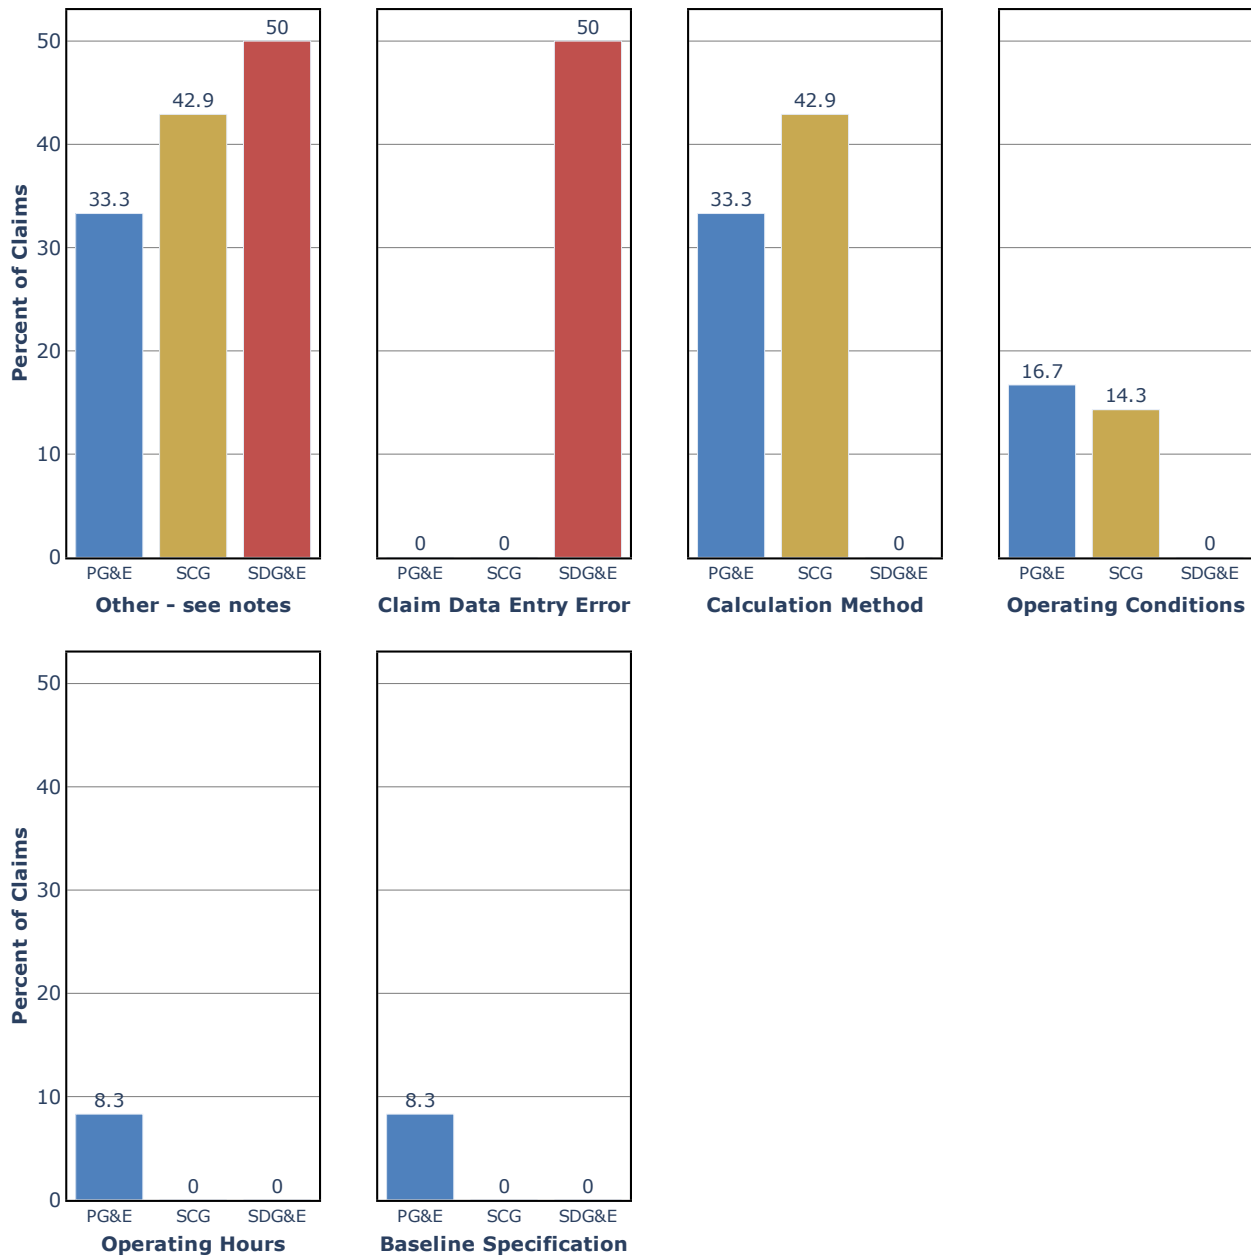 50
40
30
20
10
0
Percent of Claims
33.3
42.9
50
PG&E
SCG
SDG&E
Other - see notes
0
0
50
PG&E
SCG
SDG&E
Claim Data Entry Error
33.3
42.9
0
PG&E
SCG
SDG&E
Calculation Method
16.7
14.3
0
PG&E
SCG
SDG&E
Operating Conditions
50
40
30
20
10
0
Percent of Claims
8.3
0
0
PG&E
SCG
SDG&E
Operating Hours
8.3
0
0
PG&E
SCG
SDG&E
Baseline Specification